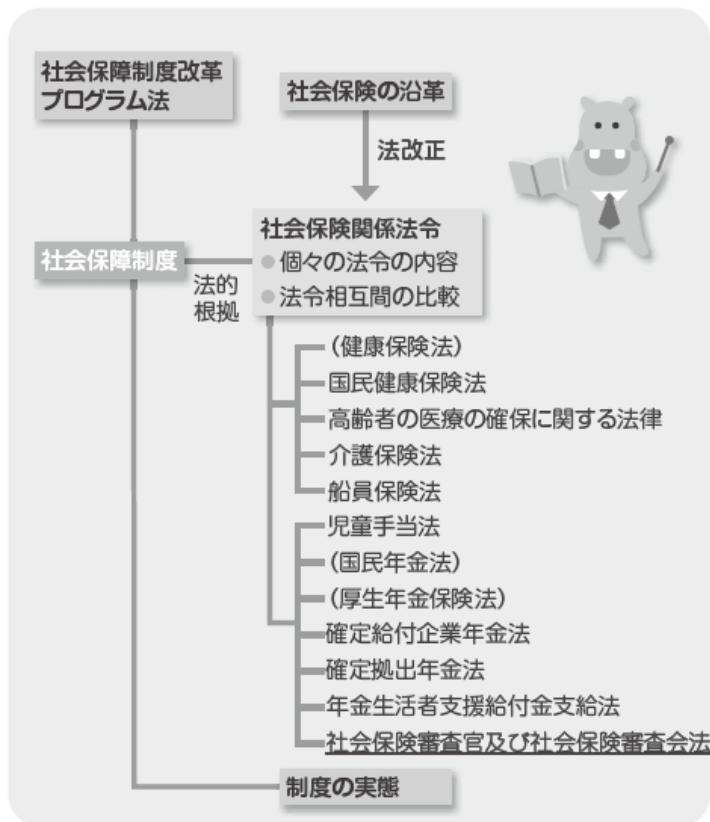 社会保障制度改革
プログラム法
社会保険の沿革
法改正
社会保険関係法令
● 個々の法令の内容
● 法令相互間の比較
社会保障制度
法的
根拠
(健康保険法)
国民健康保険法
高齢者の医療の確保に関する法律
介護保険法
船員保険法
児童手当法
(国民年金法)
(厚生年金保険法)
確定給付企業年金法
確定拠出年金法
年金生活者支援給付金支給法
社会保険審査官及び社会保険審査会法
制度の実態